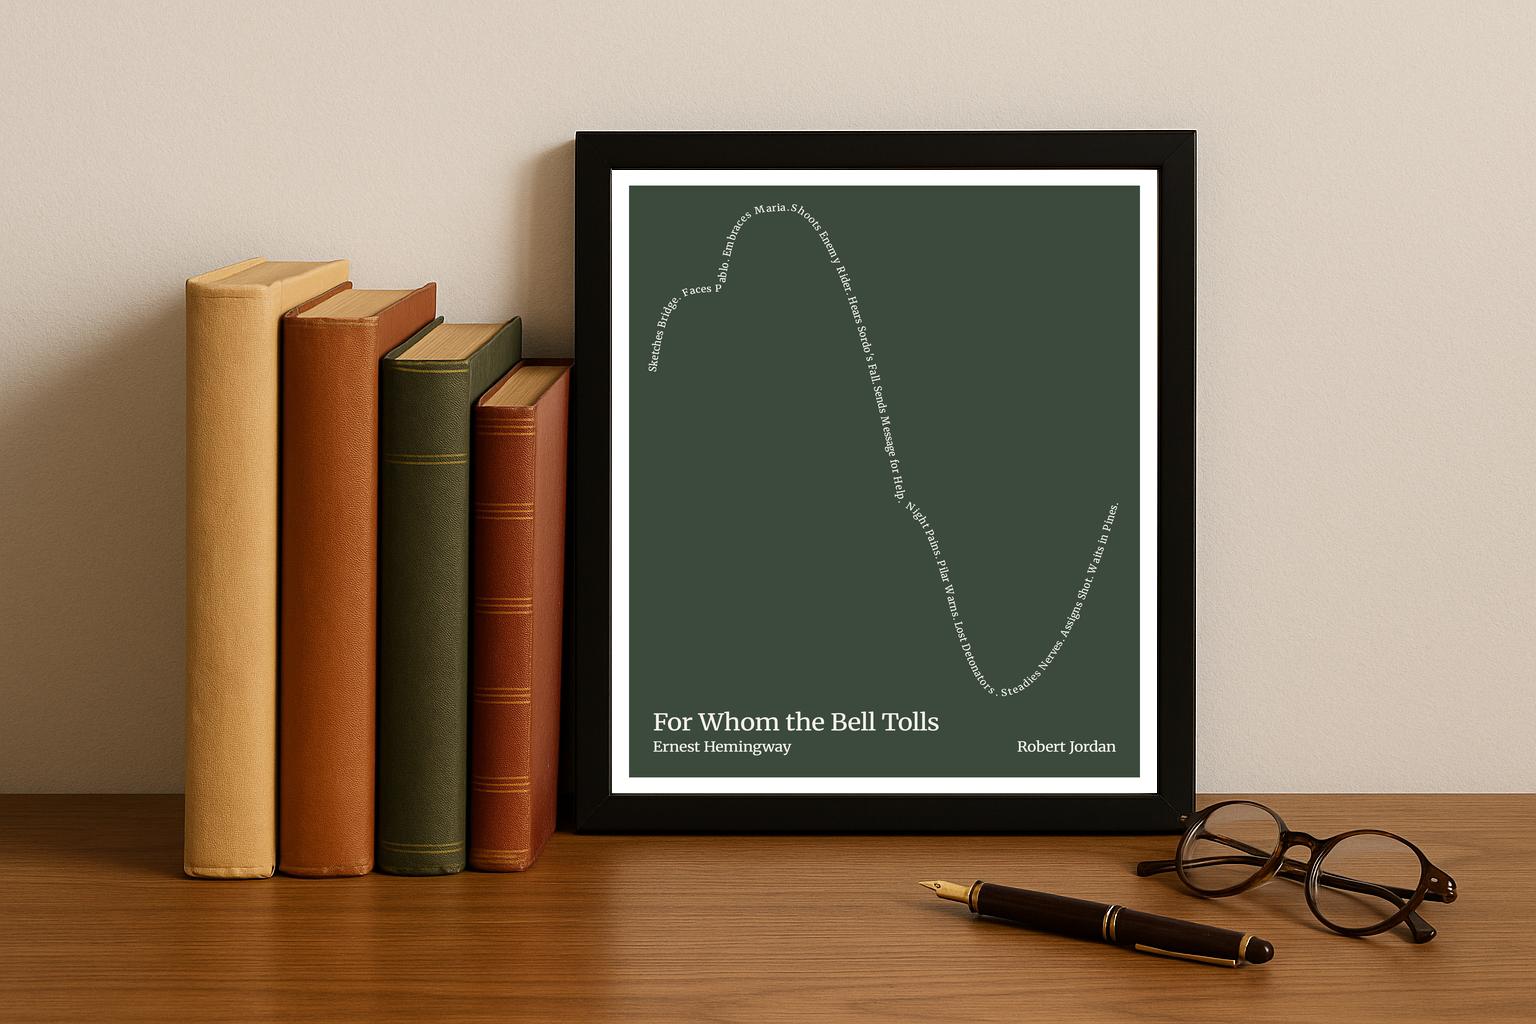 Sketches Bridge. Faces Pablo. Embraces Maria. Shoots Enemy Rider. Hears Sordo's Fall. Sends Message for Help. Night Pains. Pilar Warns. Lost Detonators. Steadies Nerves. Assigns Shot. Waits in Pines.
For Whom the Bell Tolls
Ernest Hemingway
Robert Jordan